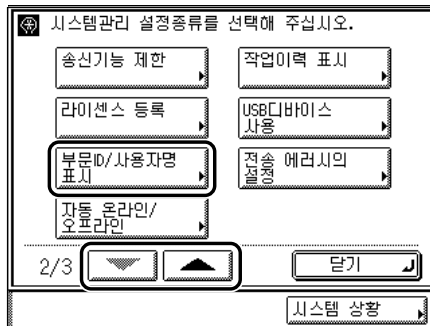 시스템관리 설정종류를 선택해 주십시오.
송신기능 제한
작업이력 표시
라이센스 등록
USB디바이스
사용
부문ID/사용자명
표시
전송 에러시의
설정
자동 온라인/
오프라인
2/3
닫기
시스템 상황